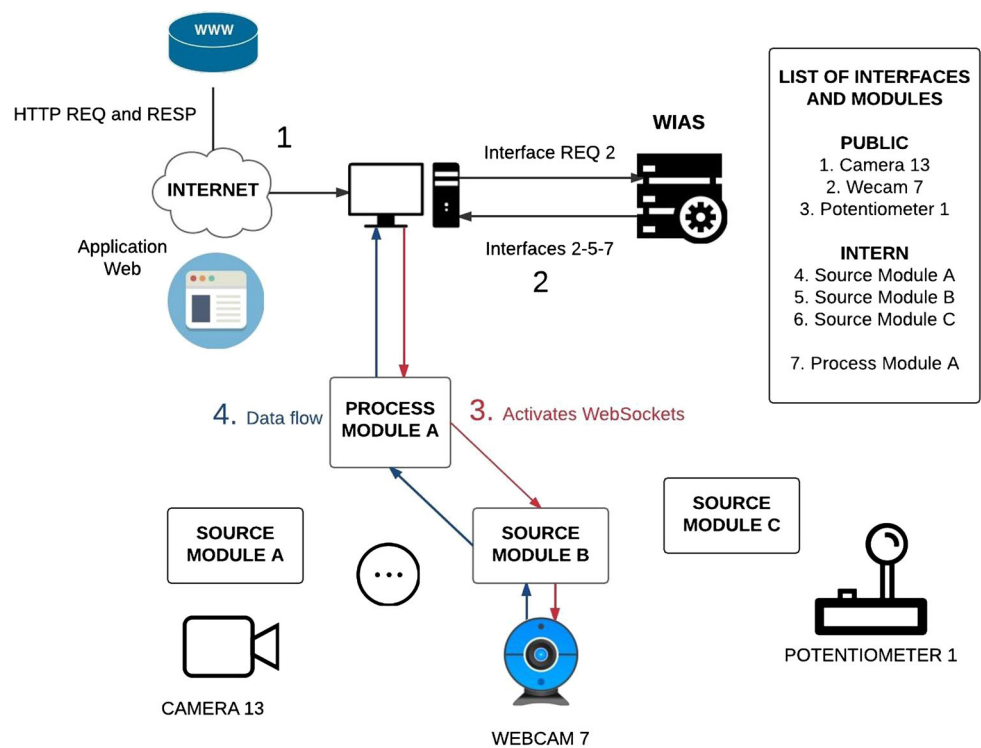 WWW
HTTP REQ and RESP
1
INTERNET
Application
Web
Interface REQ 2
WIAS
Interfaces 2-5-7
2
LIST OF INTERFACES
AND MODULES
PUBLIC
1. Camera 13
2. Wecam 7
3. Potentiometer 1
INTERN
4. Source Module A
5. Source Module B
6. Source Module C
7. Process Module A
4. Data flow
PROCESS
MODULE A
3. Activates WebSockets
SOURCE
MODULE A
SOURCE
MODULE B
SOURCE
MODULE C
CAMERA 13
WEBCAM 7
POTENTIOMETER 1